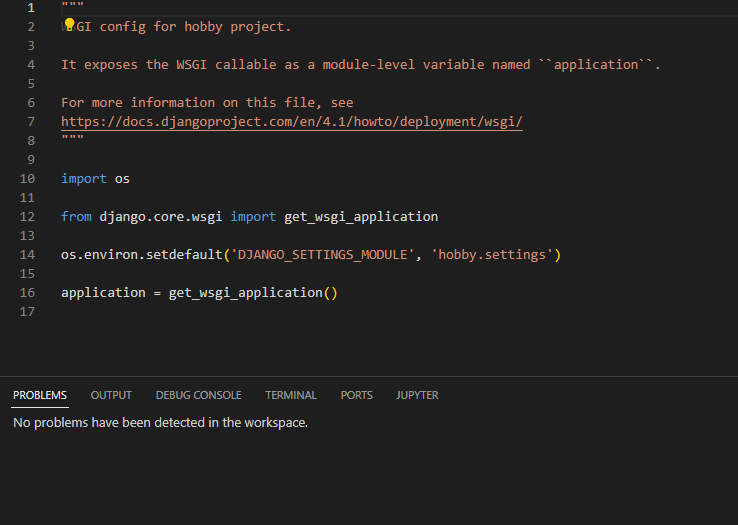 1 """
2 WSGI config for hobby project.
3
4 It exposes the WSGI callable as a module-level variable named ``application``.
5
6 For more information on this file, see
7 https://docs.djangoproject.com/en/4.1/howto/deployment/wsgi/
8 """
9
10 import os
11
12 from django.core.wsgi import get_wsgi_application
13
14 os.environ.setdefault('DJANGO_SETTINGS_MODULE', 'hobby.settings')
15
16 application = get_wsgi_application()
17
PROBLEMS OUTPUT DEBUG CONSOLE TERMINAL PORTS JUPYTER
No problems have been detected in the workspace.